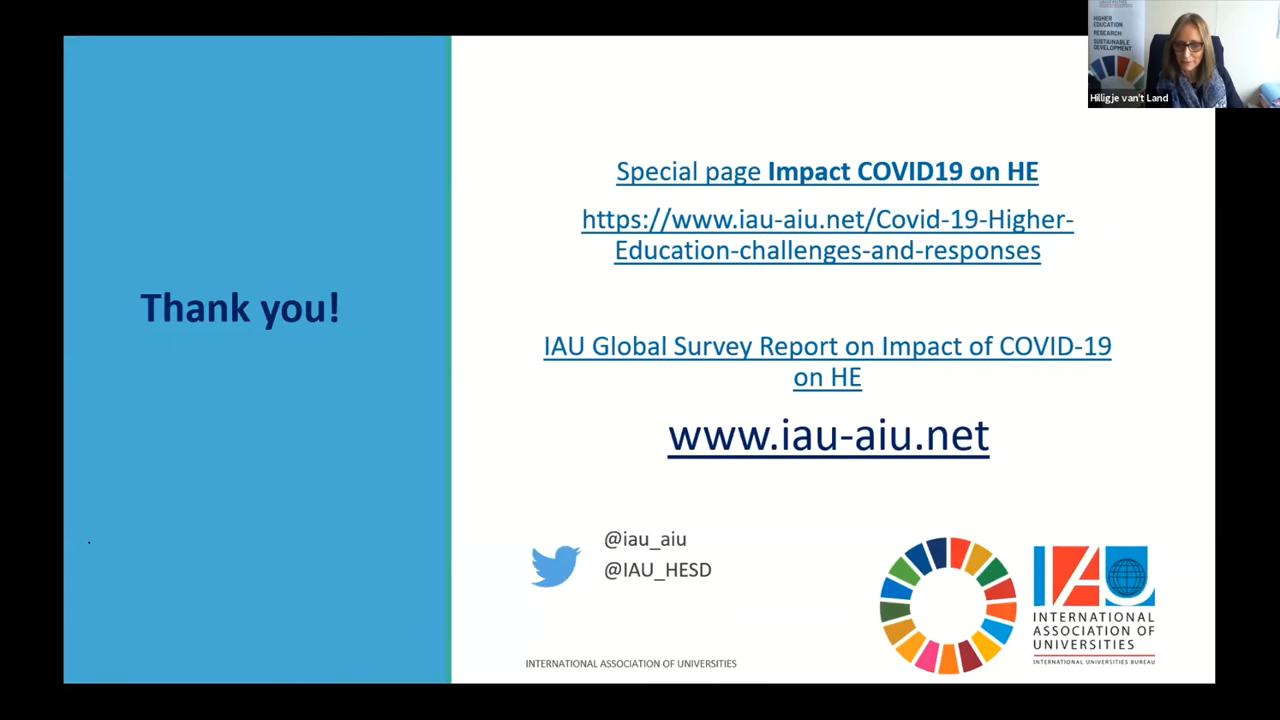 HIGHER
EDUCATION
RESEARCH
SUSTAINABLE
DEVELOPMENT
Hilligje van't Land
Special page Impact COVID19 on HE
https://www.iau-aiu.net/Covid-19-Higher-
Education-challenges-and-responses
Thank you!
IAU Global Survey Report on Impact of COVID-19
on HE
www.iau-aiu.net
@iau_aiu
@IAU_HESD
IAU
INTERNATIONAL
ASSOCIATION OF
UNIVERSITIES
INTERNATIONAL UNIVERSITIES BUREAU
INTERNATIONAL ASSOCIATION OF UNIVERSITIES